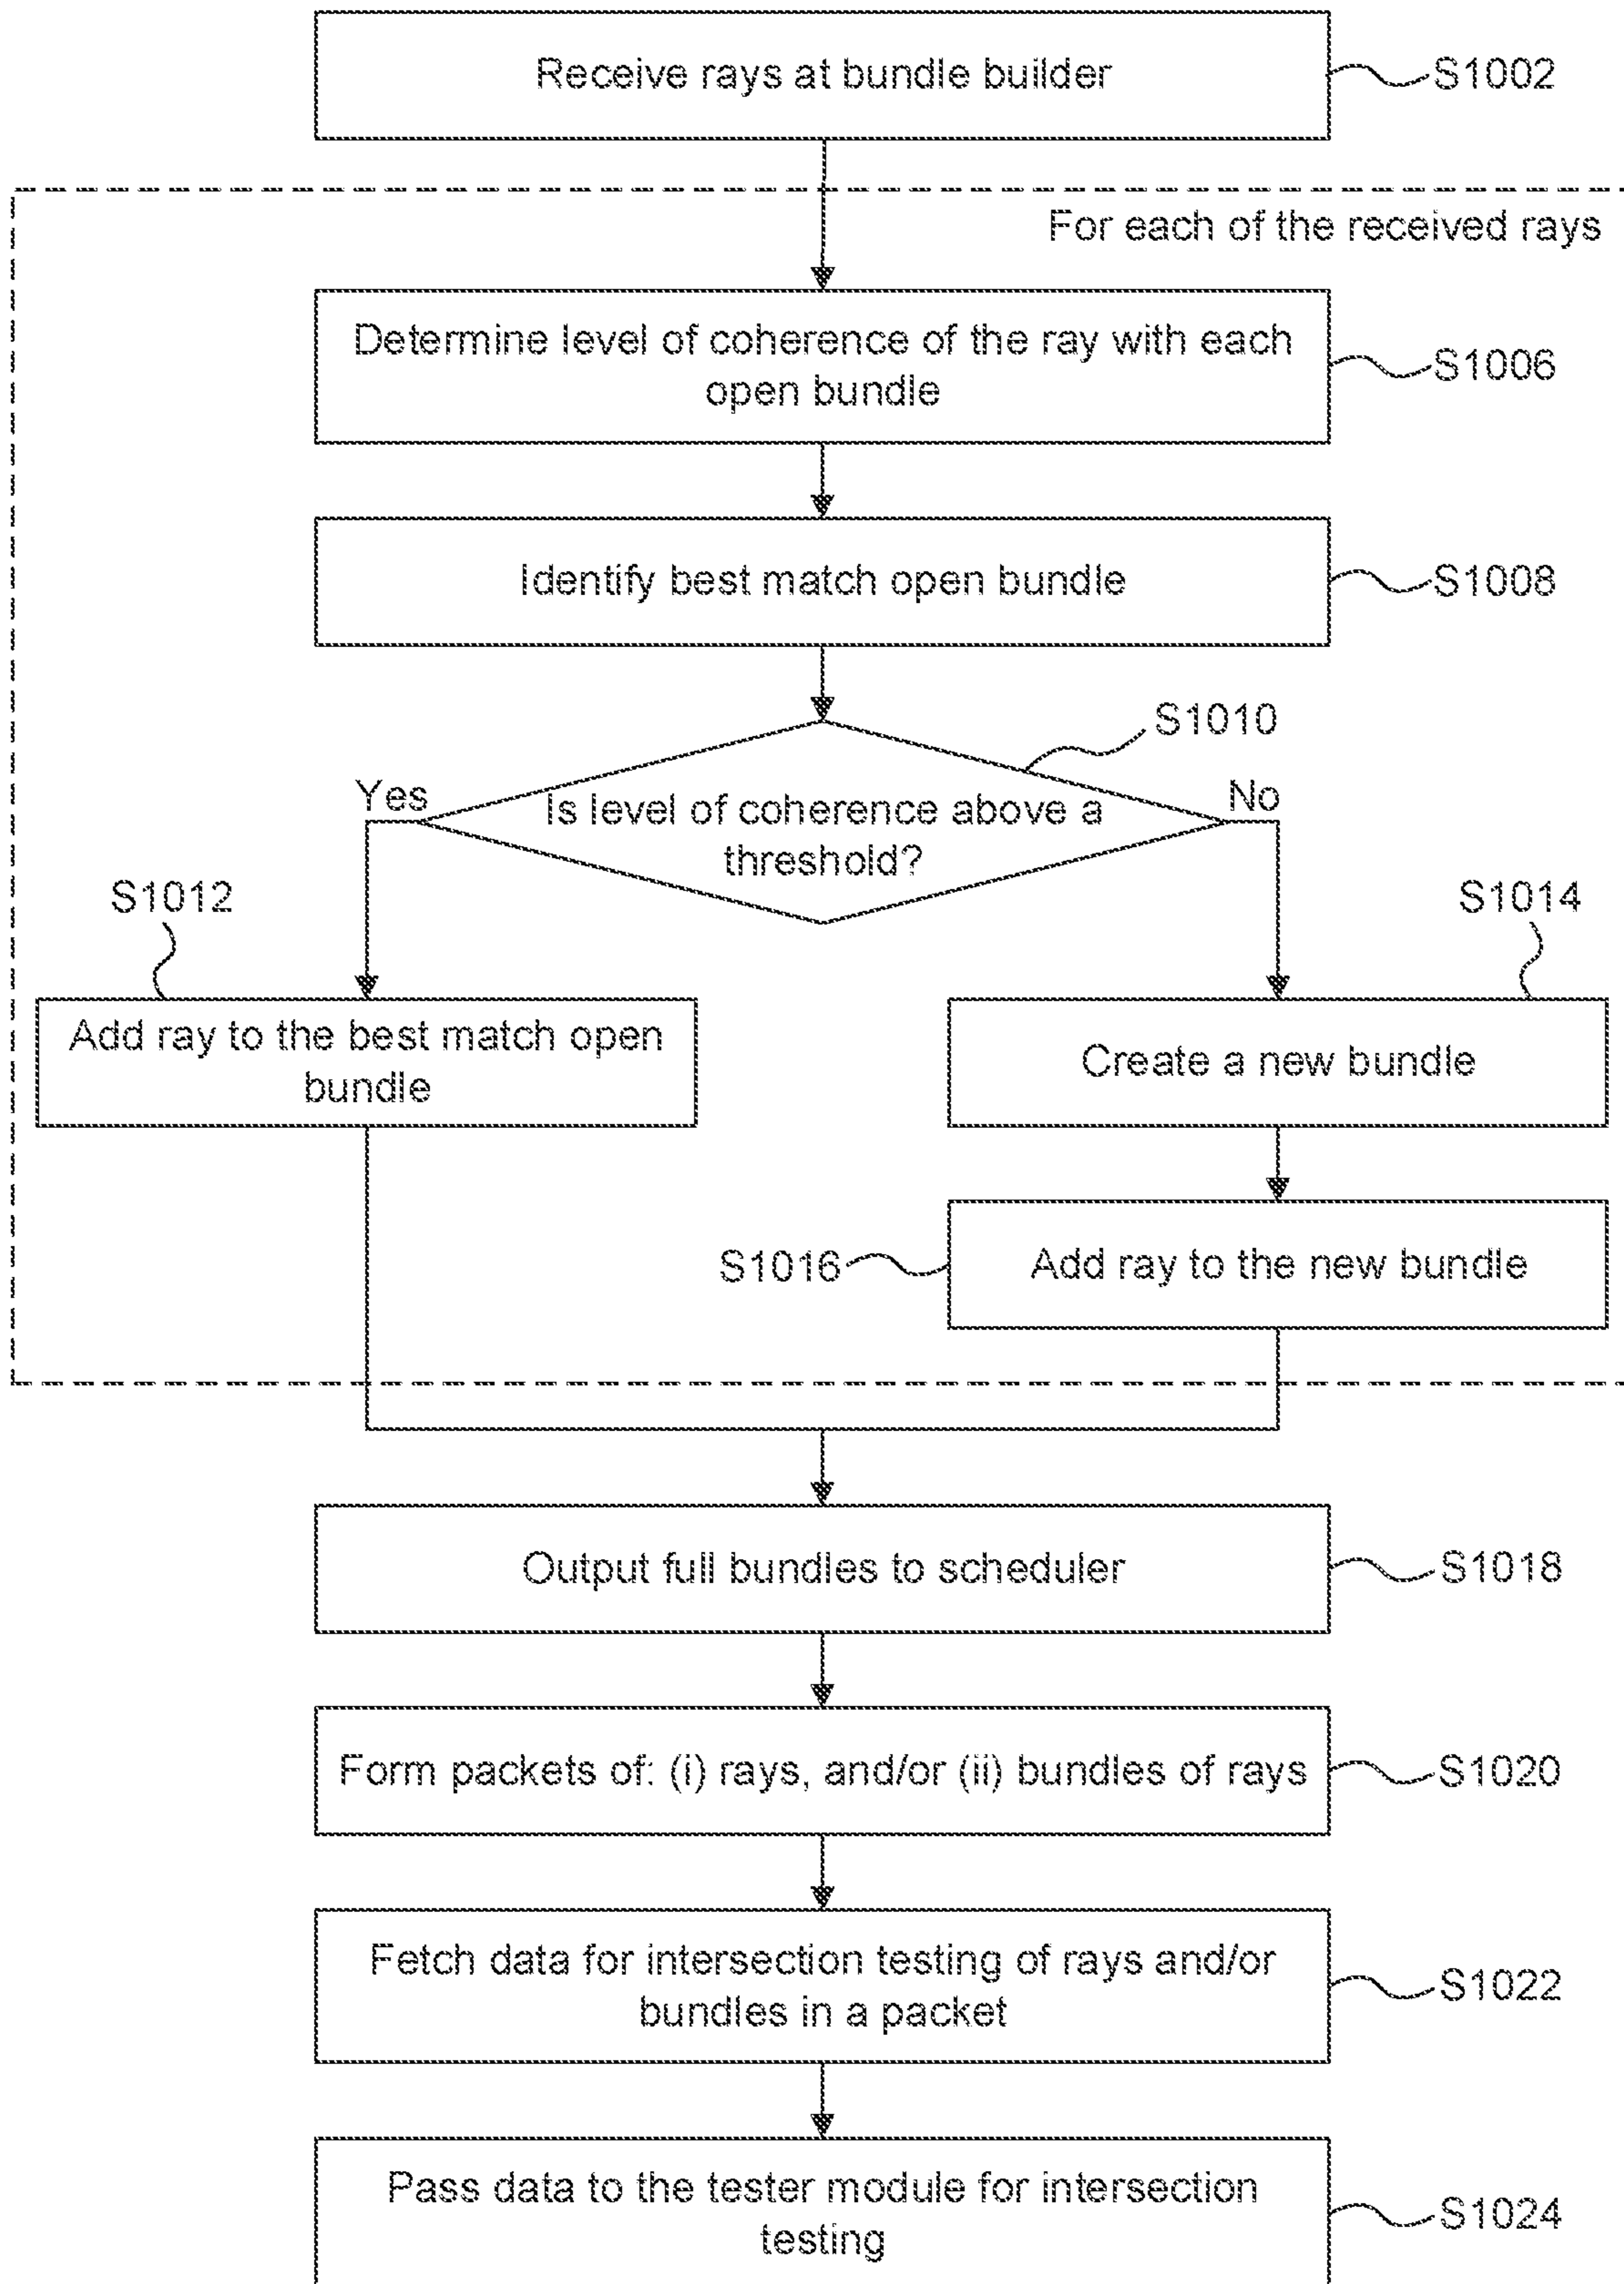 Receive rays at bundle builder
S1002
For each of the received rays
Determine level of coherence of the ray with each
open bundle
S1006
Identify best match open bundle
S1008
S1010
Yes
No
Is level of coherence above a
threshold?
S1012
S1014
Add ray to the best match open
bundle
Create a new bundle
S1016
Add ray to the new bundle
Output full bundles to scheduler
S1018
Form packets of: (i) rays, and/or (ii) bundles of rays
S1020
Fetch data for intersection testing of rays and/or
bundles in a packet
S1022
Pass data to the tester module for intersection
testing
S1024